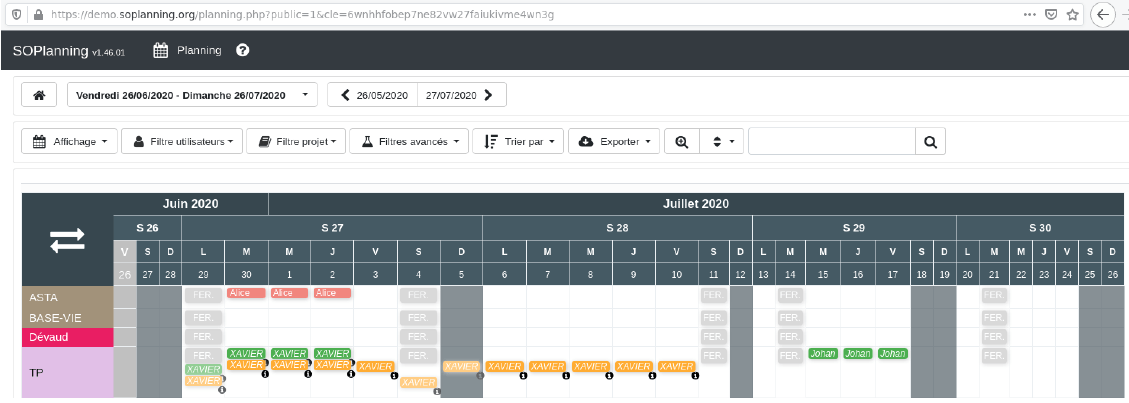 https://demo.soplanning.org/planning.php?public=1&cle=6wnhhfobep7ne82vw27faiukivme4wn3g
SOPlanning v1.46.01 Planning ?
Vendredi 26/06/2020 - Dimanche 26/07/2020 26/05/2020 27/07/2020
Affichage Filtre utilisateurs Filtre projet Filtres avancés Trier par Exporter
Juin 2020 Juillet 2020
S 26 S 27 S 28 S 29 S 30
V S D L M M J V S D L M M J V S D L M M J V S D L M M J V S D
26 27 28 29 30 1 2 3 4 5 6 7 8 9 10 11 12 13 14 15 16 17 18 19 20 21 22 23 24 25 26
ASTA FER. Alice Alice Alice FER. FER. FER. FER.
BASE-VIE FER. FER. FER. FER. FER.
Dévaud FER. FER. FER. FER. FER.
FER. XAVIER XAVIER XAVIER FER. FER. FER. Johan Johan Johan FER.
TP XAVIER XAVIER XAVIER XAVIER XAVIER XAVIER XAVIER XAVIER XAVIER XAVIER XAVIER
XAVIER XAVIER